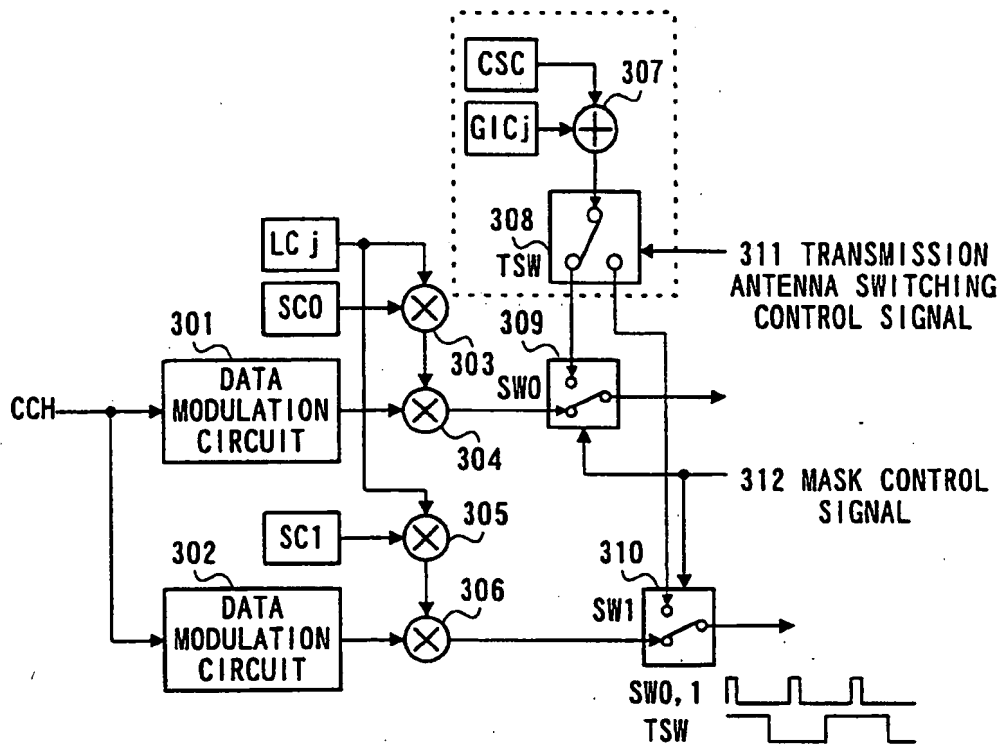 CSC
307
GICj
308
TSW
311 TRANSMISSION
ANTENNA SWITCHING
CONTROL SIGNAL
LCj
SC0
303
309
SW0
301
DATA
MODULATION
CIRCUIT
CCH
304
312 MASK CONTROL
SIGNAL
SC1
305
302
DATA
MODULATION
CIRCUIT
306
310
SW1
SW0,1
TSW